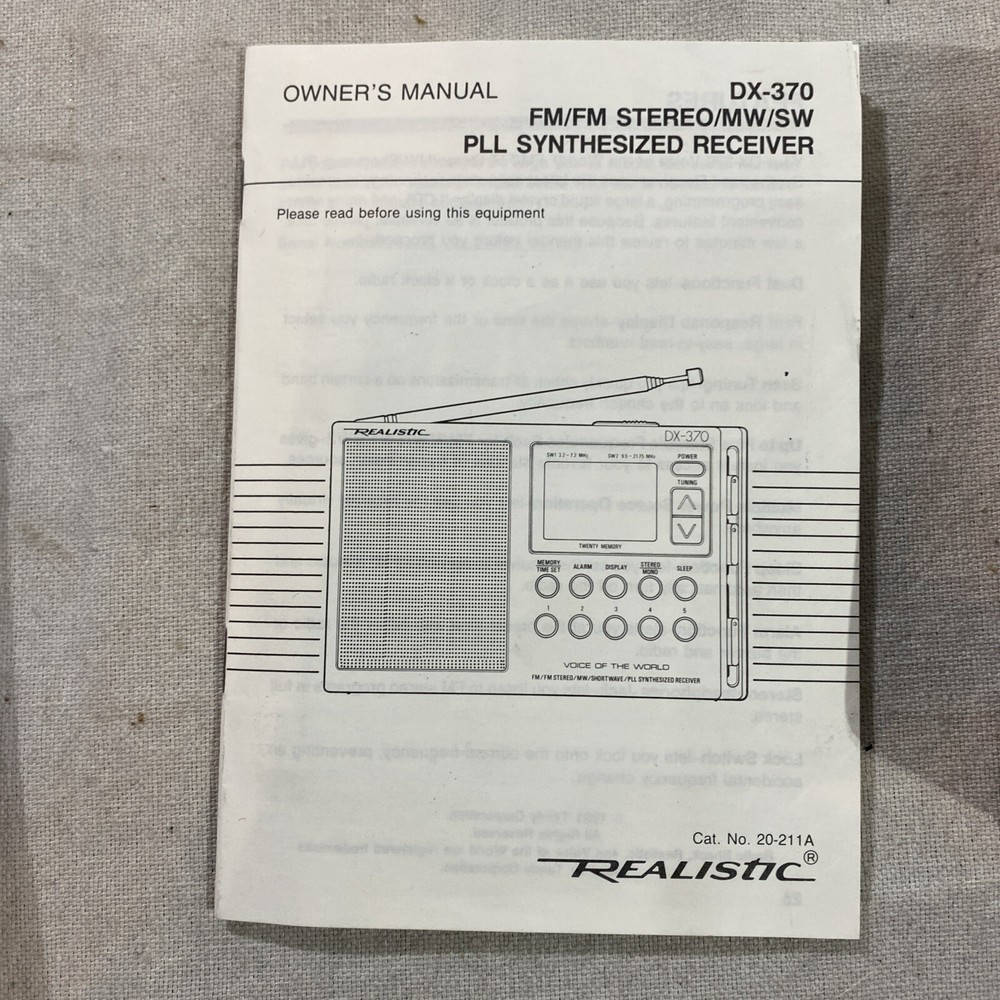 OWNER'S MANUAL
DX-370
FM/FM STEREO/MW/SW
PLL SYNTHESIZED RECEIVER
Please read before using this equipment
REALISTIC
DX-370
SW1 3.2-7.3 MHz SW2 9.5-21.75 MHz
POWER
TUNING
TWENTY MEMORY
MEMORY
TIME SET
ALARM
DISPLAY
STEREO
MONO
SLEEP
1 2 3 4 5
VOICE OF THE WORLD
FM/FM STEREO/MW/SHORTWAVE/PLL SYNTHESIZED RECEIVER
Cat. No. 20-211A
REALISTIC®